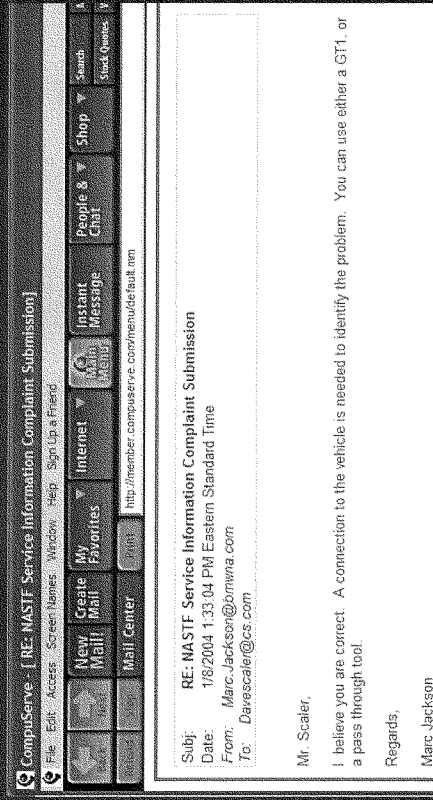 CompuServe - [ RE: NASTF Service Information Complaint Submission]
File Edit Access Screen Names Window Help Sign Up a Friend
New Mail! Create Mail My Favorites Internet Main Menu Instant Message People & Chat Shop Search
Stock Quotes
Print http://member.compuserve.com/menu/default.mm
Mail Center
Subj: RE: NASTF Service Information Complaint Submission
Date: 1/8/2004 1:33:04 PM Eastern Standard Time
From: Marc.Jackson@bmwna.com
To: Davescaler@cs.com
Mr. Scaler,
I believe you are correct. A connection to the vehicle is needed to identify the problem. You can use either a GT1, or
a pass through tool.
Regards,
Marc Jackson